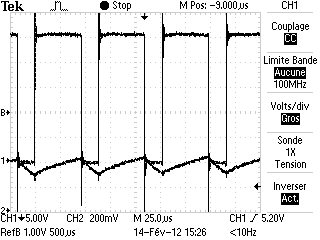 Tek Stop M Pos: -9.000µs CH1
Couplage
CC
Limite Bande
Aucune
100MHz
Volts/div
Gros
Sonde
1X
Tension
Inverser
Act.
B
1
2
CH1 5.00V CH2 200mV M 25.0µs CH1 / 5.20V
RefB 1.00V 500µs 14-Fév-12 15:26 <10Hz